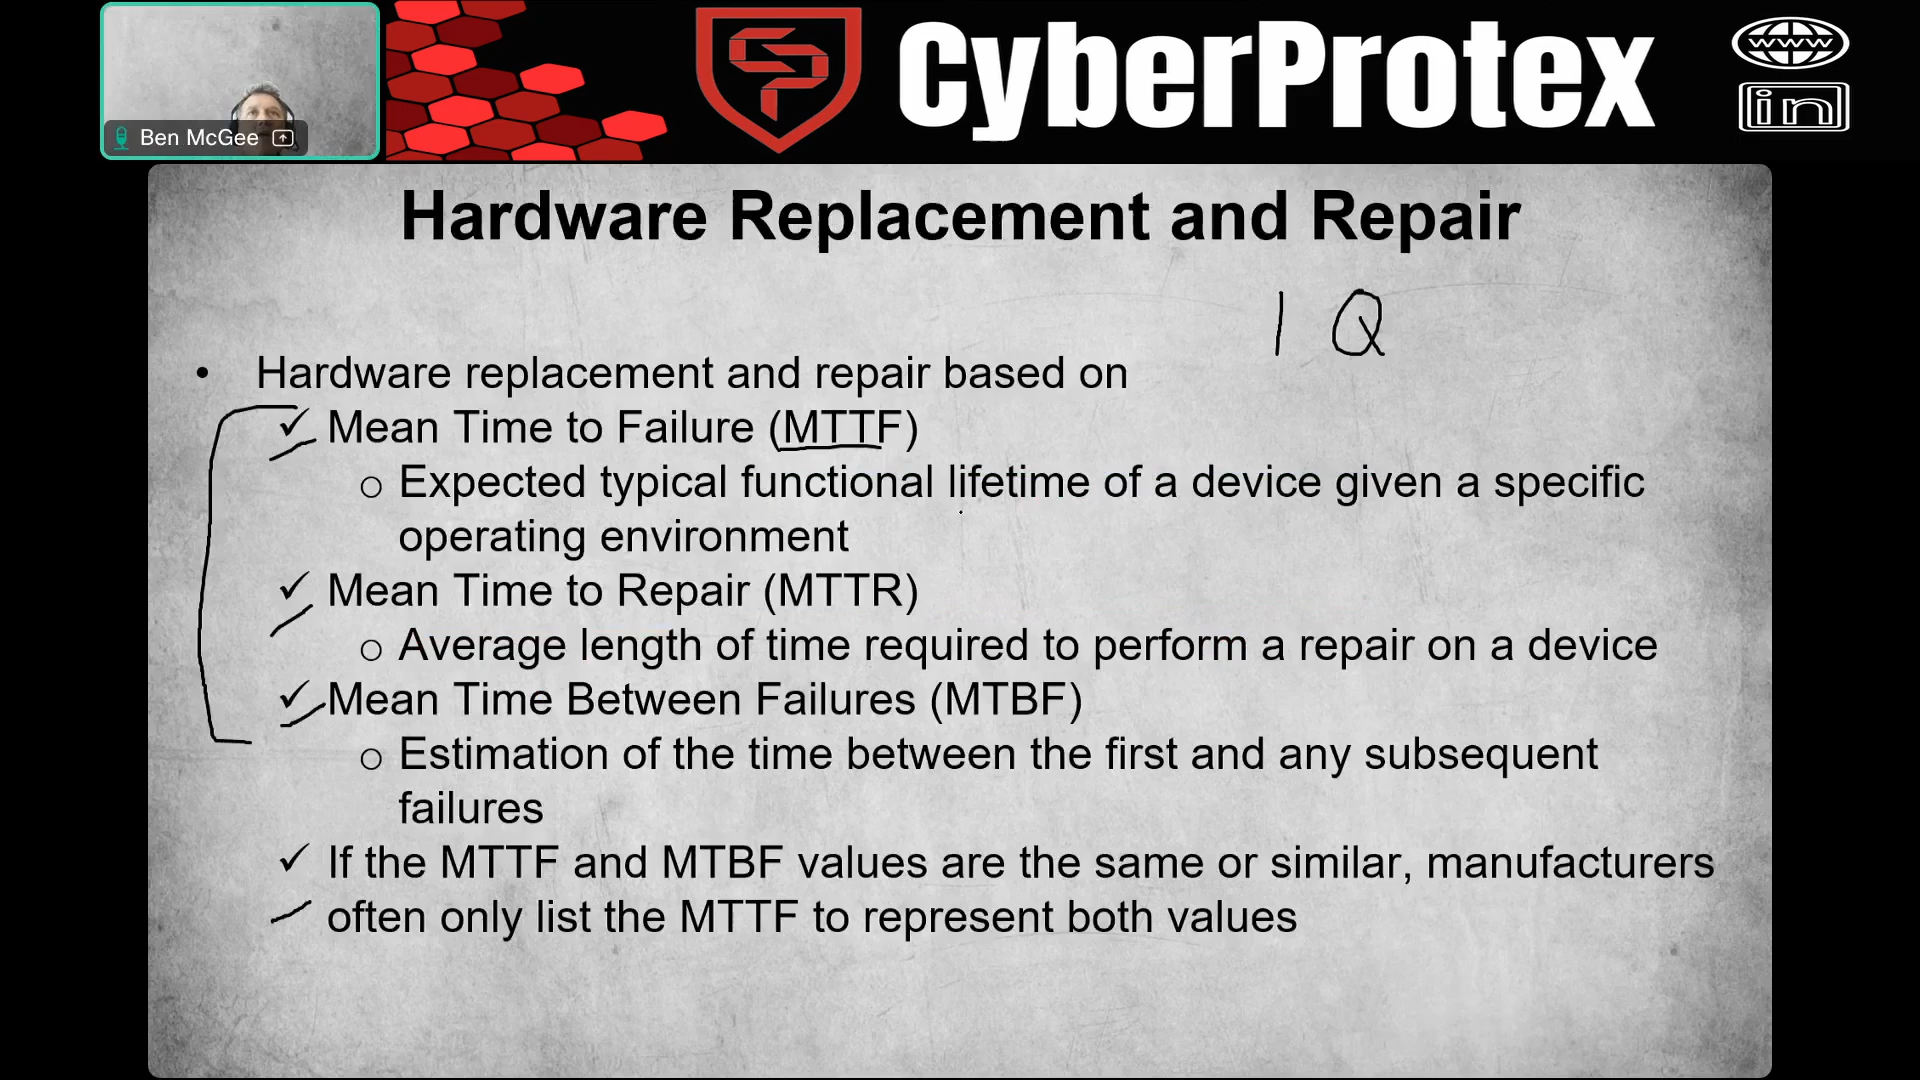 Ben McGee
CyberProtex
www
in
Hardware Replacement and Repair
1 Q
• Hardware replacement and repair based on
✓ Mean Time to Failure (MTTF)
o Expected typical functional lifetime of a device given a specific
operating environment
✓ Mean Time to Repair (MTTR)
o Average length of time required to perform a repair on a device
✓ Mean Time Between Failures (MTBF)
o Estimation of the time between the first and any subsequent
failures
✓ If the MTTF and MTBF values are the same or similar, manufacturers
often only list the MTTF to represent both values